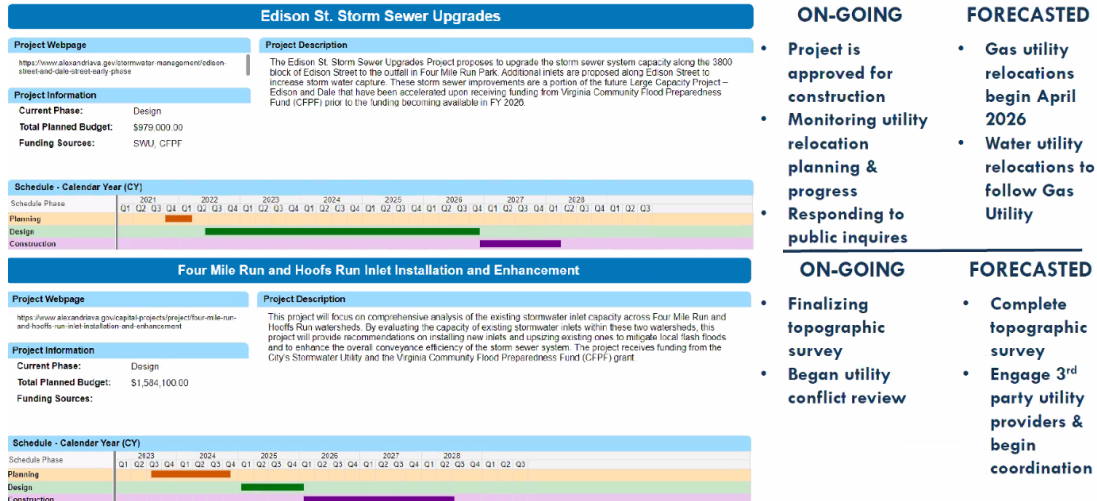 Edison St. Storm Sewer Upgrades
Project Webpage
https://www.alexandriava.gov/stormwater-management/edison-
street-and-dale-street-early-phase
Project Information
Current Phase: Design
Total Planned Budget: $979,000.00
Funding Sources: SWU, CFPF
Project Description
The Edison St. Storm Sewer Upgrades Project proposes to upgrade the storm sewer system capacity along the 3800
block of Edison Street to the outfall in Four Mile Run Park. Additional inlets are proposed along Edison Street to
increase storm water capture. These storm sewer improvements are a portion of the future Large Capacity Project –
Edison and Dale that have been accelerated upon receiving funding from Virginia Community Flood Preparedness
Fund (CFPF) prior to the funding becoming available in FY 2026.
Schedule - Calendar Year (CY)
Schedule Phase
2021 2022 2023 2024 2025 2026 2027 2028
Q1 Q2 Q3 Q4 Q1 Q2 Q3 Q4 Q1 Q2 Q3 Q4 Q1 Q2 Q3 Q4 Q1 Q2 Q3 Q4 Q1 Q2 Q3 Q4 Q1 Q2 Q3 Q4 Q1 Q2 Q3 Q4 Q1 Q2 Q3
Planning
Design
Construction
ON-GOING
• Project is
approved for
construction
• Monitoring utility
relocation
planning &
progress
• Responding to
public inquires
FORECASTED
• Gas utility
relocations
begin April
2026
• Water utility
relocations to
follow Gas
Utility
Four Mile Run and Hoofs Run Inlet Installation and Enhancement
Project Webpage
https://www.alexandriava.gov/capital-projects/project/four-mile-run-
and-hooffs-run-inlet-installation-and-enhancement
Project Information
Current Phase: Design
Total Planned Budget: $1,584,100.00
Funding Sources:
Project Description
This project will focus on comprehensive analysis of the existing stormwater inlet capacity across Four Mile Run and
Hooffs Run watersheds. By evaluating the capacity of existing stormwater inlets within these two watersheds, this
project will provide recommendations on installing new inlets and upsizing existing ones to mitigate local flash floods
and to enhance the overall conveyance efficiency of the storm sewer system. The project receives funding from the
City's Stormwater Utility and the Virginia Community Flood Preparedness Fund (CFPF) grant
Schedule - Calendar Year (CY)
Schedule Phase
2023 2024 2025 2026 2027 2028
Q1 Q2 Q3 Q4 Q1 Q2 Q3 Q4 Q1 Q2 Q3 Q4 Q1 Q2 Q3 Q4 Q1 Q2 Q3 Q4 Q1 Q2 Q3 Q4 Q1 Q2 Q3
Planning
Design
Construction
ON-GOING
• Finalizing
topographic
survey
• Began utility
conflict review
FORECASTED
• Complete
topographic
survey
• Engage 3rd
party utility
providers &
begin
coordination